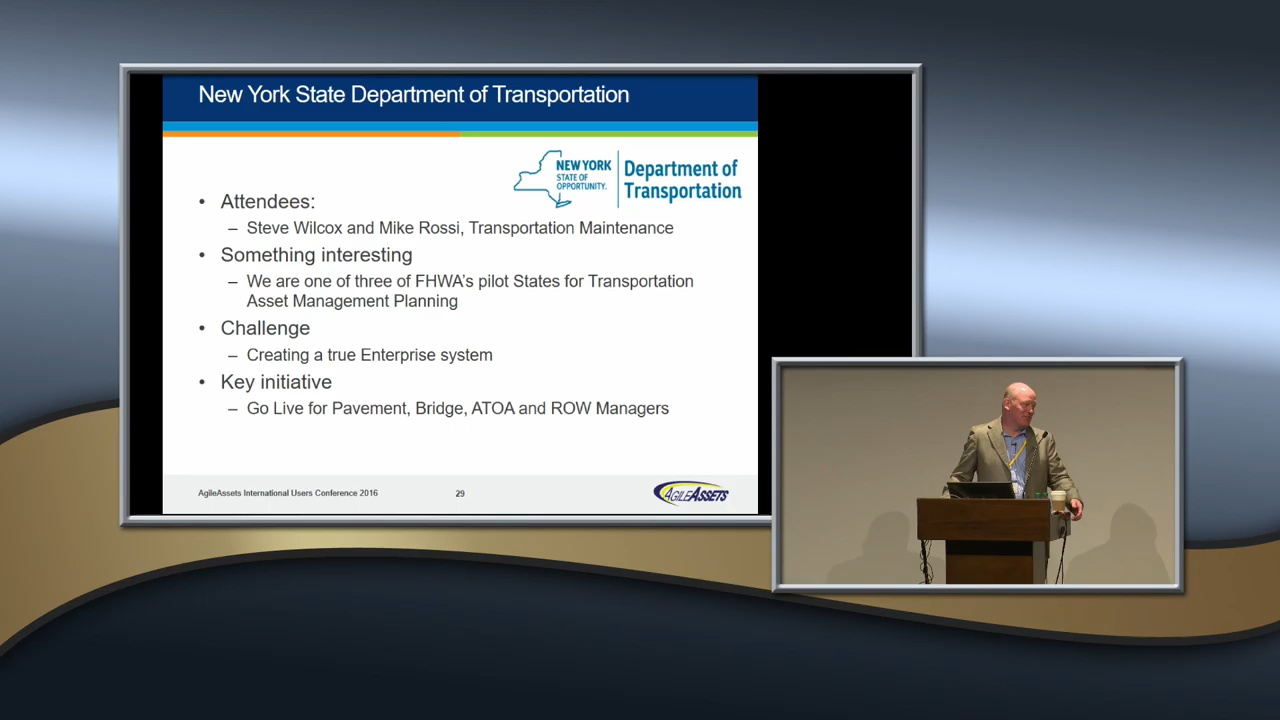 New York State Department of Transportation
NEW YORK
STATE OF
OPPORTUNITY.
Department of
Transportation
• Attendees:
– Steve Wilcox and Mike Rossi, Transportation Maintenance
• Something interesting
– We are one of three of FHWA's pilot States for Transportation
Asset Management Planning
• Challenge
– Creating a true Enterprise system
• Key initiative
– Go Live for Pavement, Bridge, ATOA and ROW Managers
AgileAssets International Users Conference 2016
29
AGILEASSETS